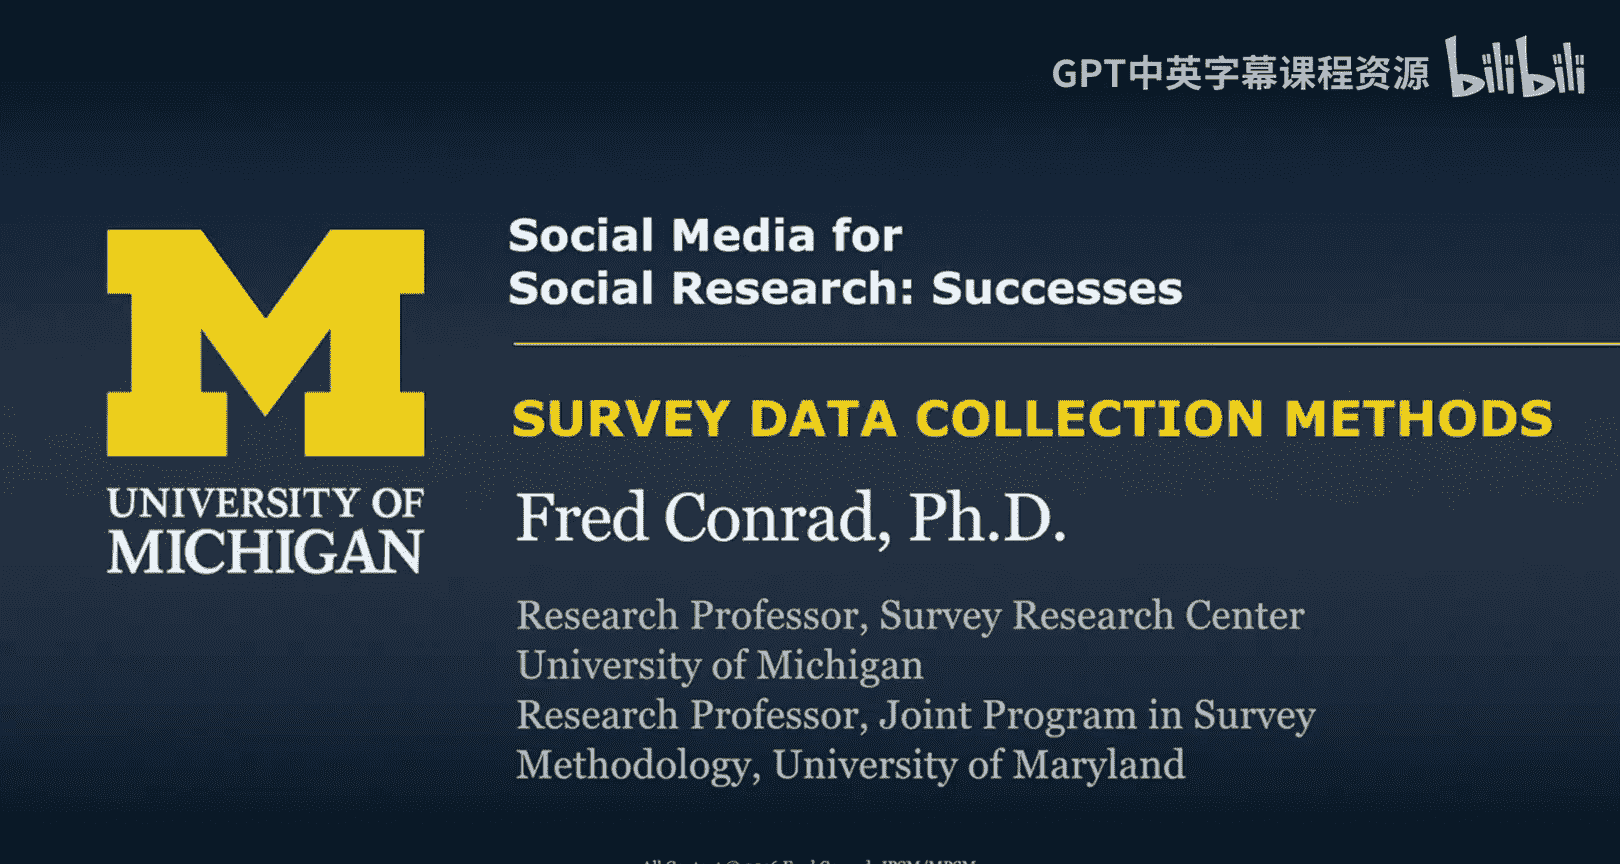 GPT中英字幕课程资源 bilibili
Social Media for
Social Research: Successes
SURVEY DATA COLLECTION METHODS
Fred Conrad, Ph.D.
UNIVERSITY OF
MICHIGAN
Research Professor, Survey Research Center
University of Michigan
Research Professor, Joint Program in Survey
Methodology, University of Maryland